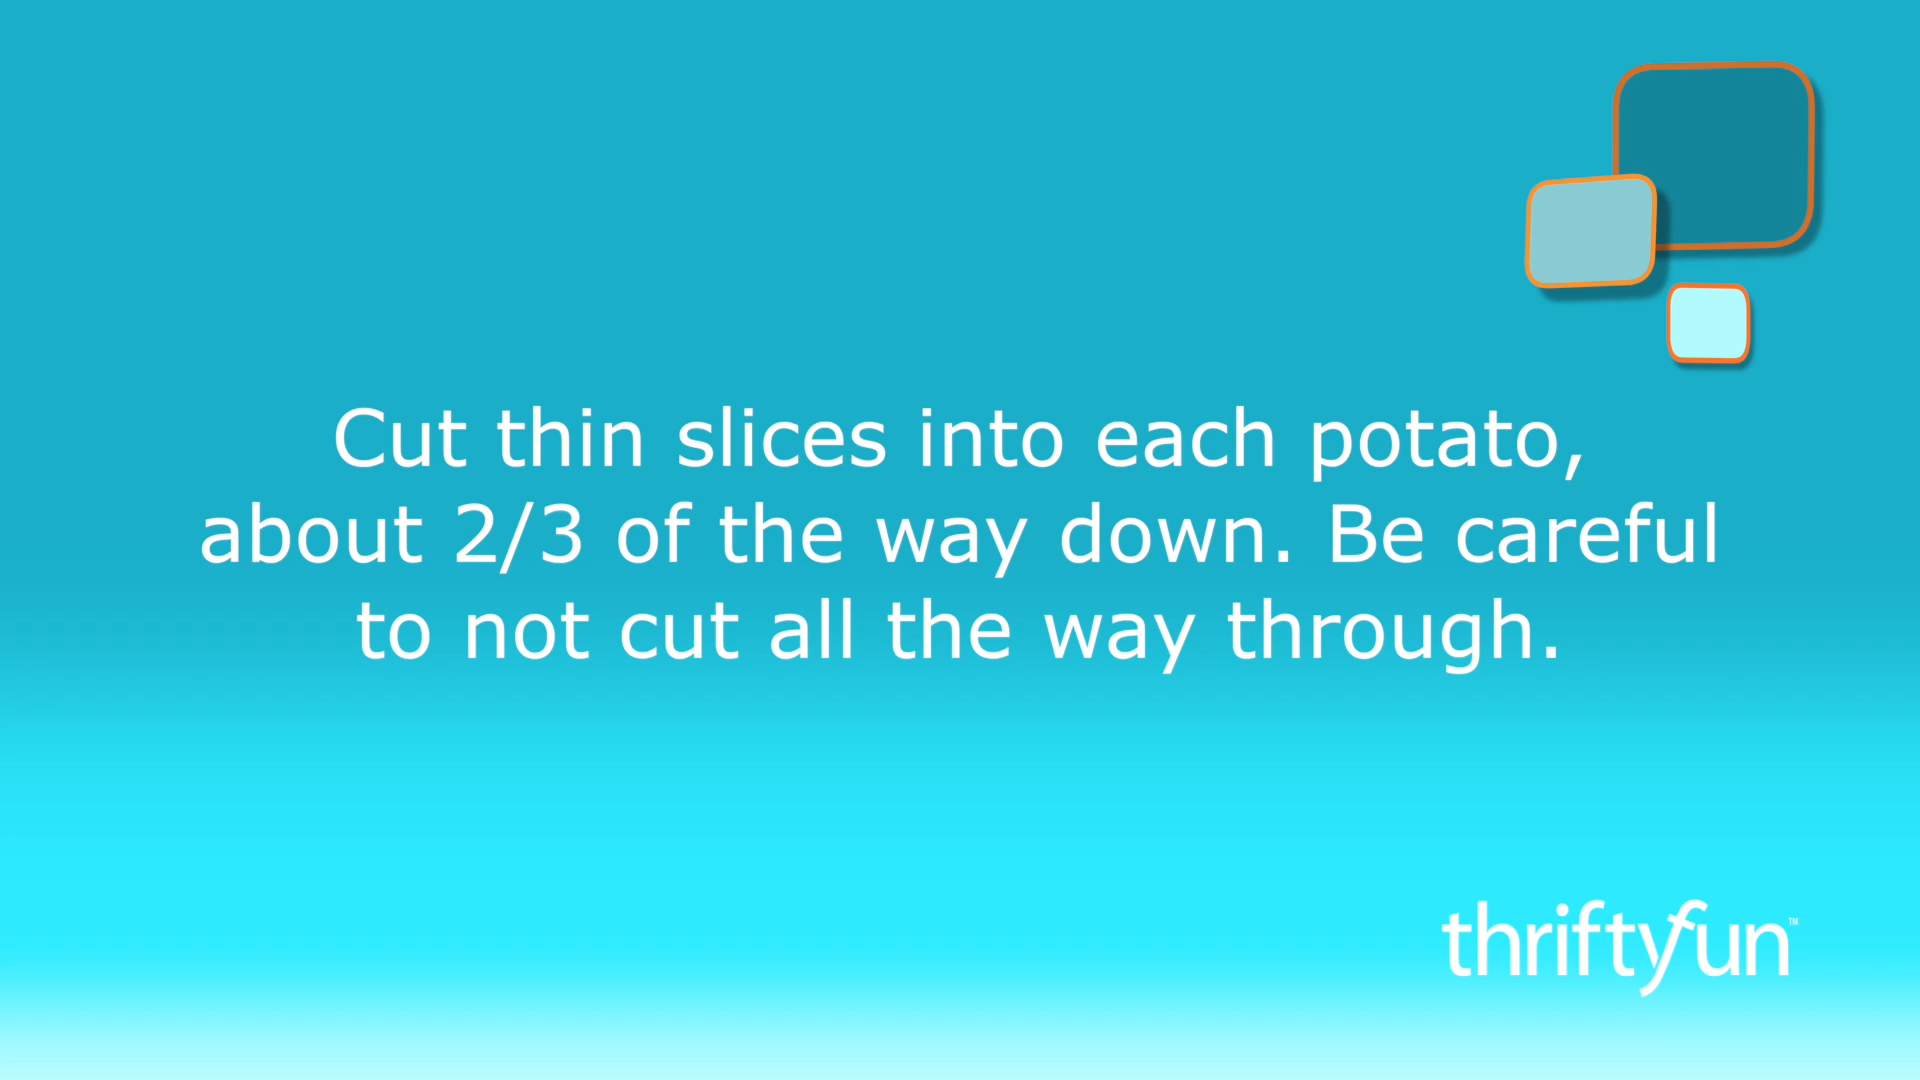 Cut thin slices into each potato,
about 2/3 of the way down. Be careful
to not cut all the way through.
thriftyfun™